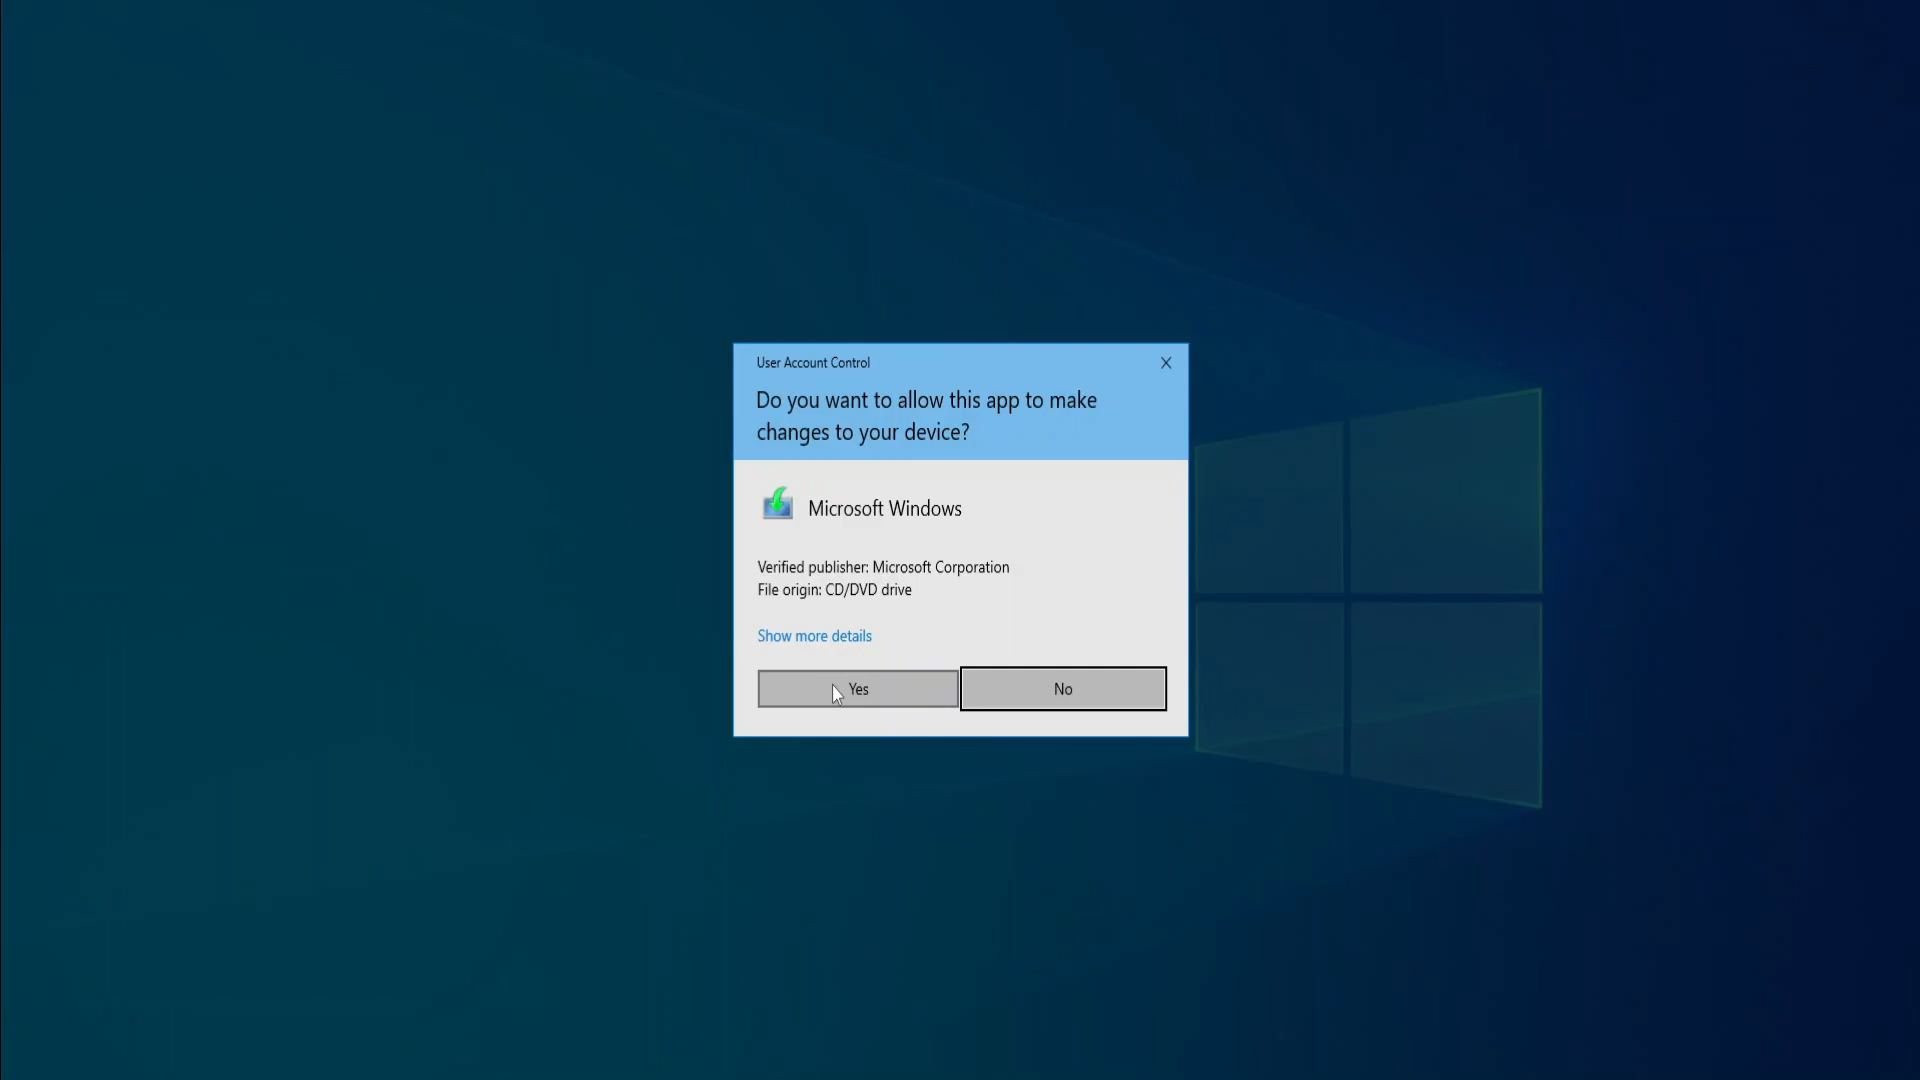 User Account Control
Do you want to allow this app to make
changes to your device?
Microsoft Windows
Verified publisher: Microsoft Corporation
File origin: CD/DVD drive
Show more details
Yes
No